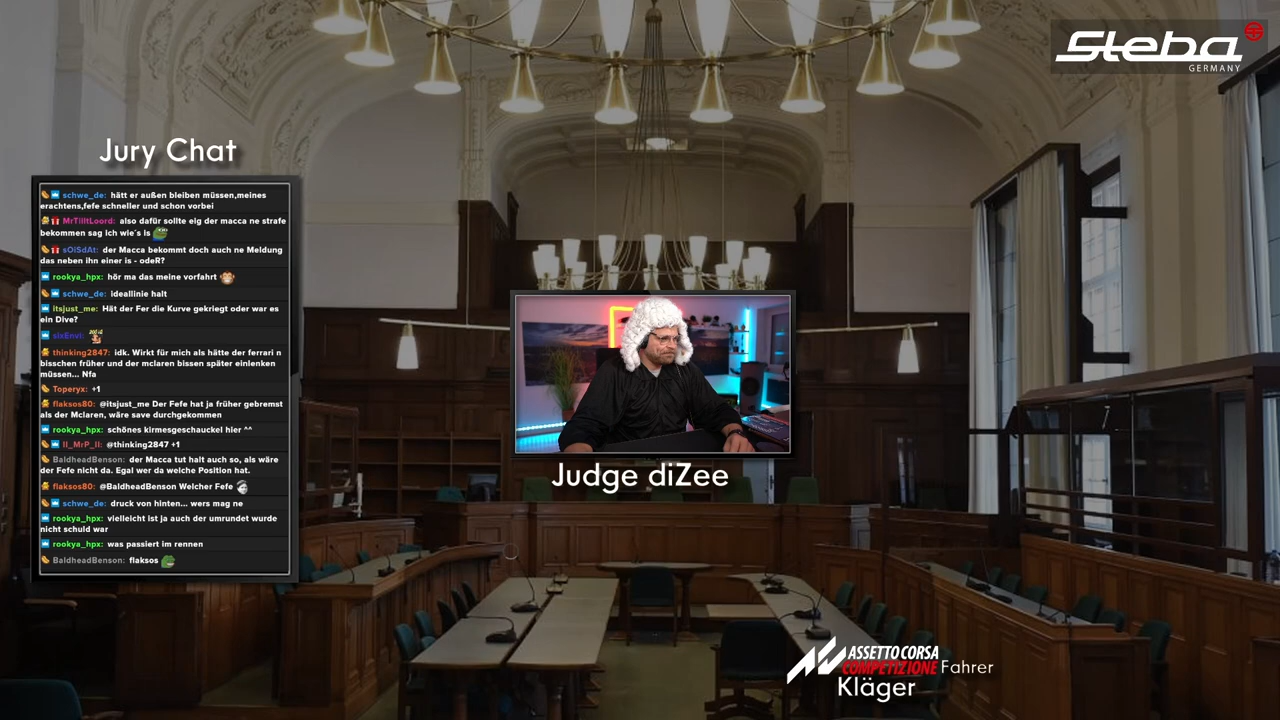 Steba
GERMANY
Jury Chat
schwe_de: hätt er außen bleiben müssen,meines
erachtens,fefe schneller und schon vorbei
MrTilltLoord: also dafür sollte eig der macca ne strafe
bekommen sag ich wie's is
sOiSdAt: der Macca bekommt doch auch ne Meldung
das neben ihn einer is - odeR?
rookya_hpx: hör ma das meine vorfahrt
schwe_de: ideallinie halt
itsjust_me: Hät der Fer die Kurve gekriegt oder war es
ein Dive?
sixEnvi:
thinking2847: idk. Wirkt für mich als hätte der ferrari n
bisschen früher und der mclaren bissen später einlenken
müssen... Nfa
Toperyx: +1
flaksos80: @itsjust_me Der Fefe hat ja früher gebremst
als der Mclaren, wäre save durchgekommen
rookya_hpx: schönes kirmesgeschauckel hier ^^
II_MrP_II: @thinking2847 +1
BaldheadBenson: der Macca tut halt auch so, als wäre
der Fefe nicht da. Egal wer da welche Position hat.
flaksos80: @BaldheadBenson Welcher Fefe
schwe_de: druck von hinten... wers mag ne
rookya_hpx: vielleicht ist ja auch der umrundet wurde
nicht schuld war
rookya_hpx: was passiert im rennen
BaldheadBenson: flaksos
Judge diZee
ASSETTO CORSA
COMPETIZIONE Fahrer
Kläger